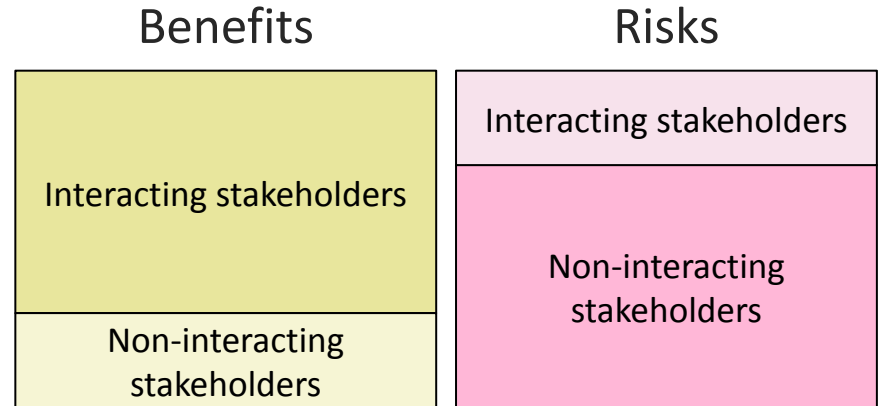 Benefits
Interacting stakeholders
Non-interacting
stakeholders
Risks
Interacting stakeholders
Non-interacting
stakeholders